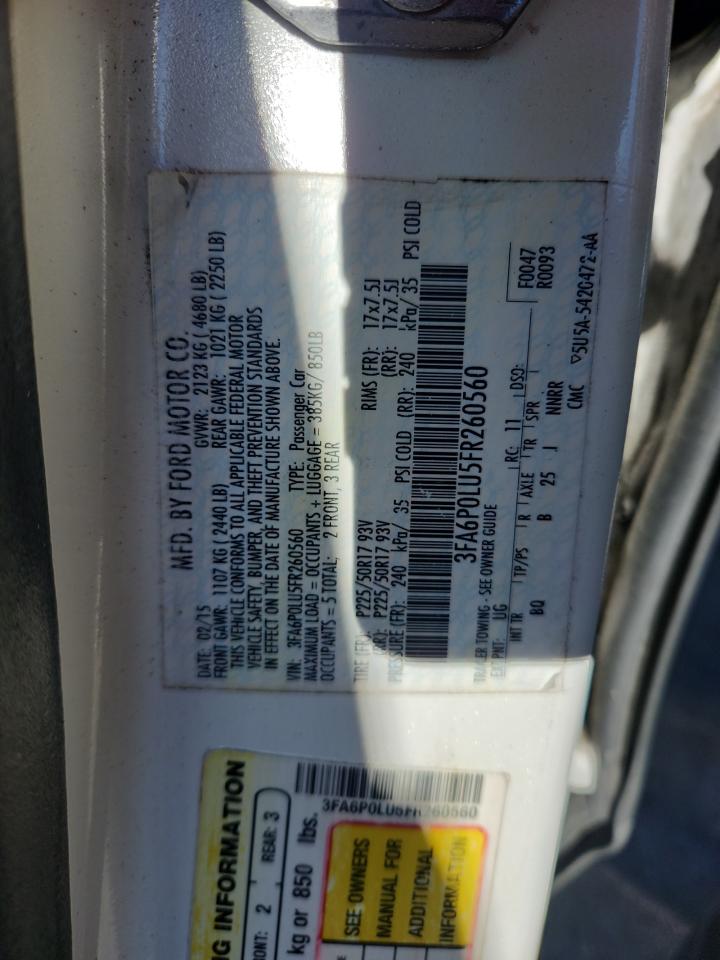 MFD. BY FORD MOTOR CO.
DATE: 02/15 GVWR: 2123 KG ( 4680 LB)
FRONT GAWR: 1107 KG (2440 LB) REAR GAWR: 1021 KG ( 2250 LB)
THIS VEHICLE CONFORMS TO ALL APPLICABLE FEDERAL MOTOR
VEHICLE SAFETY, BUMPER, AND THEFT PREVENTION STANDARDS
IN EFFECT ON THE DATE OF MANUFACTURE SHOWN ABOVE.
VIN: 3FA6P0LU5FR260560 TYPE: Passenger Car
MAXIMUM LOAD = OCCUPANTS + LUGGAGE = 385KG/ 850LB
OCCUPANTS = 5 TOTAL: 2 FRONT, 3 REAR
TIRE (FR): P225/50R17 93V RIMS (FR): 17x7.5J
(RR): P225/50R17 93V (RR): 17x7.5J
PRESSURE (FR): 240 kPa/ 35 PSI COLD (RR): 240 kPa/ 35 PSI COLD
3FA6P0LU5FR260560
TRAILER TOWING - SEE OWNER GUIDE
EXT PNT: UG RC: 11 DSO: F0047
R0093
INT TR TP/PS R AXLE TR SPR
BQ B 25 J NNRR
CMC 5U5A-5420472-AA
NG INFORMATION
RONT: 2 REAR: 3
kg or 850 lbs.
3FA6P0LU5FR260560
SEE OWNERS
MANUAL FOR
ADDITIONAL
INFORMATION